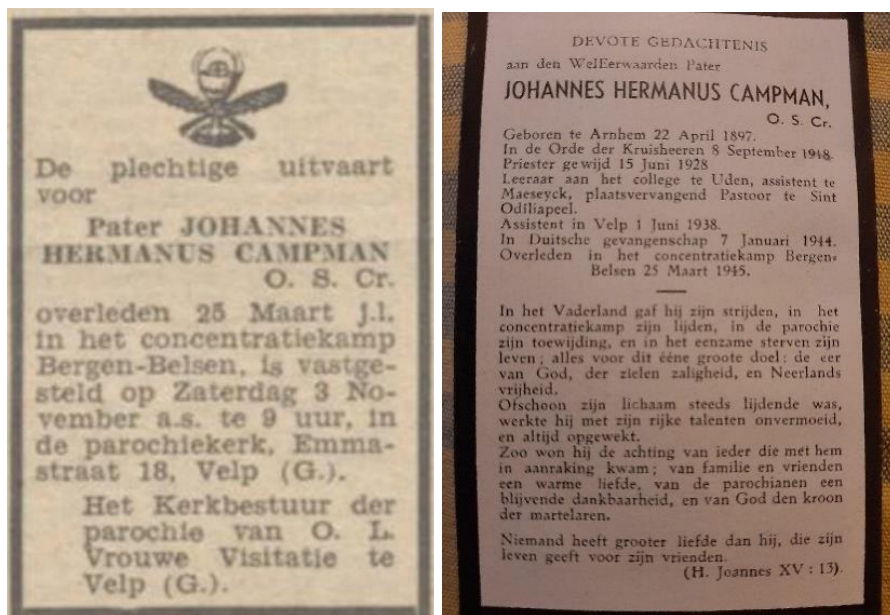 De plechtige uitvaart
voor
Pater JOHANNES
HERMANUS CAMPMAN
O. S. Cr.
overleden 25 Maart j.l.
in het concentratiekamp
Bergen-Belsen, is vastge-
steld op Zaterdag 3 No-
vember a.s. te 9 uur, in
de parochiekerk, Emma-
straat 18, Velp (G.).
Het Kerkbestuur der
parochie van O. L.
Vrouwe Visitatie te
Velp (G.).
DEVOTE GEDACHTENIS
aan den WelEerwaarden Pater
JOHANNES HERMANUS CAMPMAN,
O. S. Cr.
Geboren te Arnhem 22 April 1897.
In de Orde der Kruisheeren 8 September 1948.
Priester gewijd 15 Juni 1928
Leeraar aan het college te Uden, assistent te
Maeseyck, plaatsvervangend Pastoor te Sint
Odiliapeel.
Assistent in Velp 1 Juni 1938.
In Duitsche gevangenschap 7 Januari 1944.
Overleden in het concentratiekamp Bergen-
Belsen 25 Maart 1945.
In het Vaderland gaf hij zijn strijden, in het
concentratiekamp zijn lijden, in de parochie
zijn toewijding, en in het eenzame sterven zijn
leven; alles voor dit ééne groote doel: de eer
van God, der zielen zaligheid, en Neerlands
vrijheid.
Ofschoon zijn lichaam steeds lijdende was,
werkte hij met zijn rijke talenten onvermoeid,
en altijd opgewekt.
Zoo won hij de achting van ieder die met hem
in aanraking kwam; van familie en vrienden
een warme liefde, van de parochianen een
blijvende dankbaarheid, en van God den kroon
der martelaren.
Niemand heeft grooter liefde dan hij, die zijn
leven geeft voor zijn vrienden.
(H. Joannes XV : 13).